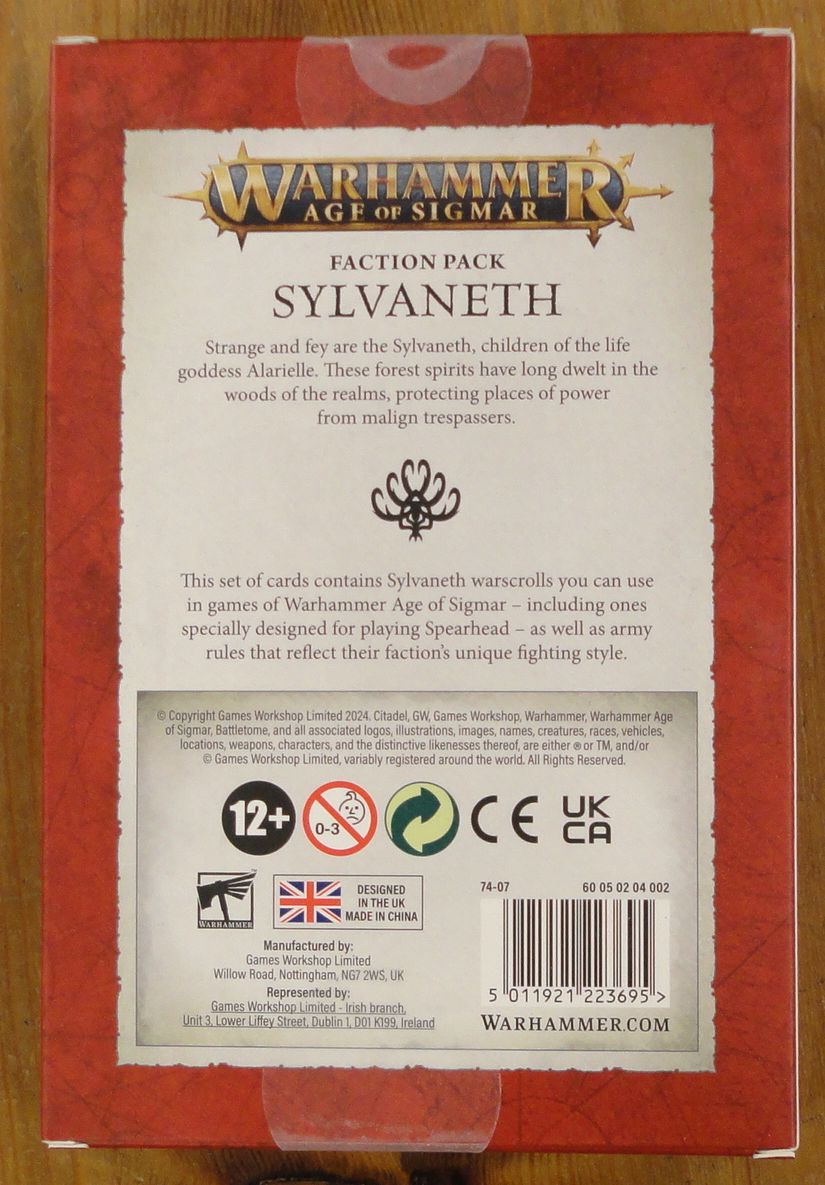 WARHAMMER
AGE OF SIGMAR
FACTION PACK
SYLVANETH
Strange and fey are the Sylvaneth, children of the life
goddess Alarielle. These forest spirits have long dwelt in the
woods of the realms, protecting places of power
from malign trespassers.
This set of cards contains Sylvaneth warscrolls you can use
in games of Warhammer Age of Sigmar – including ones
specially designed for playing Spearhead – as well as army
rules that reflect their faction's unique fighting style.
© Copyright Games Workshop Limited 2024. Citadel, GW, Games Workshop, Warhammer, Warhammer Age
of Sigmar, Battletome, and all associated logos, illustrations, images, names, creatures, races, vehicles,
locations, weapons, characters, and the distinctive likenesses thereof, are either ® or TM, and/or
© Games Workshop Limited, variably registered around the world. All Rights Reserved.
12+
0-3
CE
UK
CA
WARHAMMER
™
DESIGNED
IN THE UK
MADE IN CHINA
Manufactured by:
Games Workshop Limited
Willow Road, Nottingham, NG7 2WS, UK
Represented by:
Games Workshop Limited - Irish branch,
Unit 3, Lower Liffey Street, Dublin 1, D01 K199, Ireland
74-07 60 05 02 04 002
5 011921 223695 >
WARHAMMER.COM